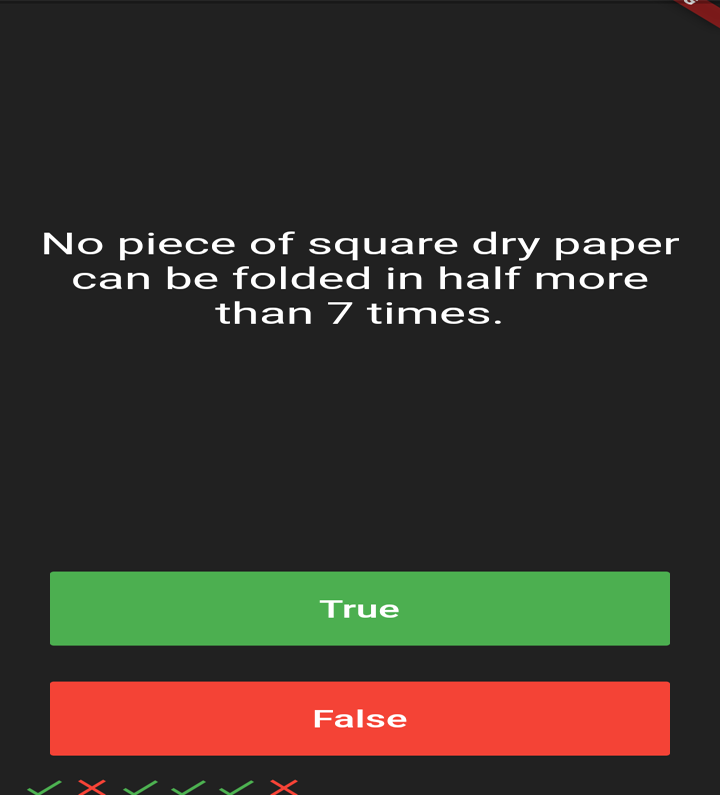 No piece of square dry paper
can be folded in half more
than 7 times.
True
False